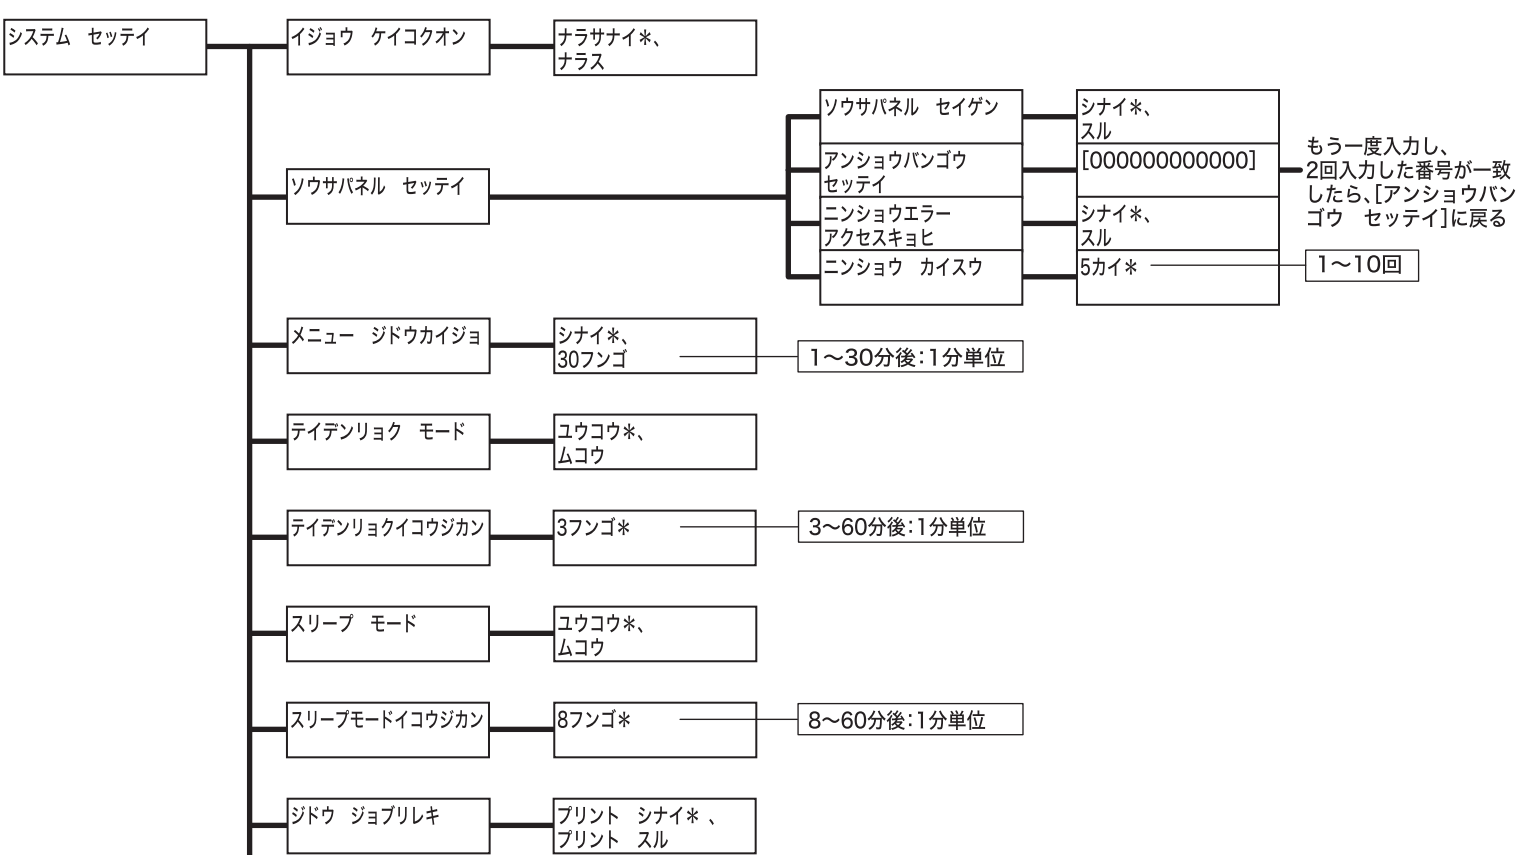 システム　セッテイ
イジョウ　ケイコクオン
ナラサナイ＊、
ナラス
ソウサパネル　セッテイ
ソウサパネル　セイゲン
シナイ＊、
スル
アンショウバンゴウ
セッテイ
[000000000000]
もう一度入力し、
2回入力した番号が一致
したら、[アンショウバン
ゴウ　セッテイ]に戻る
ニンショウエラー
アクセスキョヒ
シナイ＊、
スル
ニンショウ　カイスウ
5カイ＊
1〜10回
メニュー　ジドウカイジョ
シナイ＊、
30フンゴ
1〜30分後：1分単位
テイデンリョク　モード
ユウコウ＊、
ムコウ
テイデンリョクイコウジカン
3フンゴ＊
3〜60分後：1分単位
スリープ　モード
ユウコウ＊、
ムコウ
スリープモードイコウジカン
8フンゴ＊
8〜60分後：1分単位
ジドウ　ジョブリレキ
プリント　シナイ＊ 、
プリント　スル